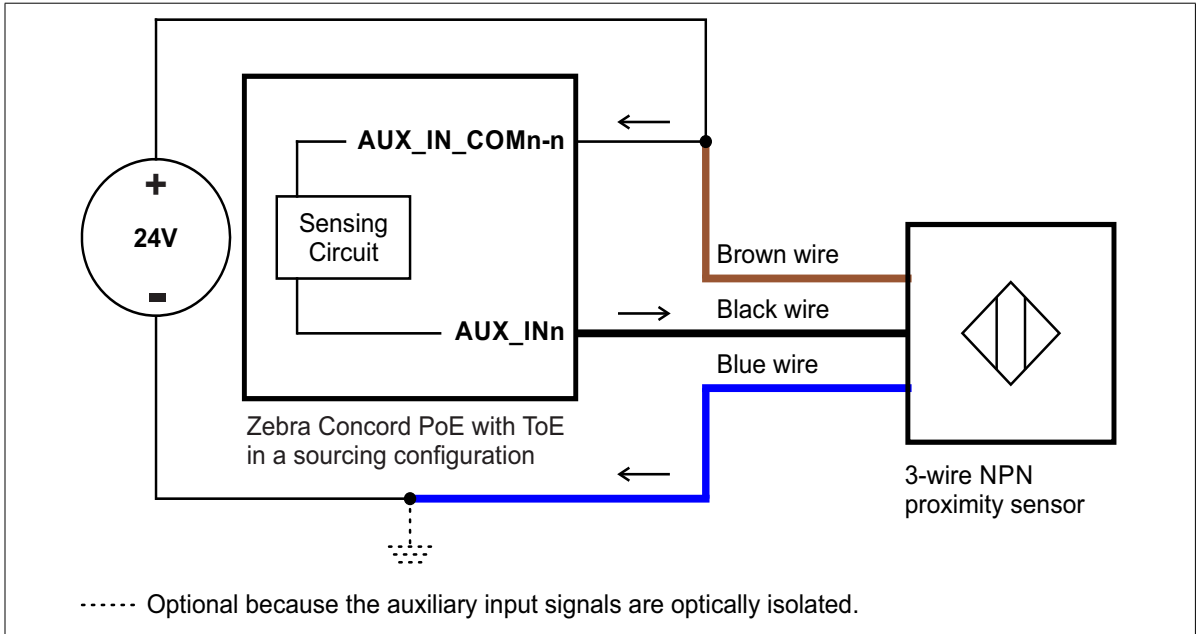 AUX_IN_COMn-n
+
24V
-
Sensing
Circuit
Brown wire
Black wire
AUX_INn
Blue wire
Zebra Concord PoE with ToE
in a sourcing configuration
3-wire NPN
proximity sensor
Optional because the auxiliary input signals are optically isolated.